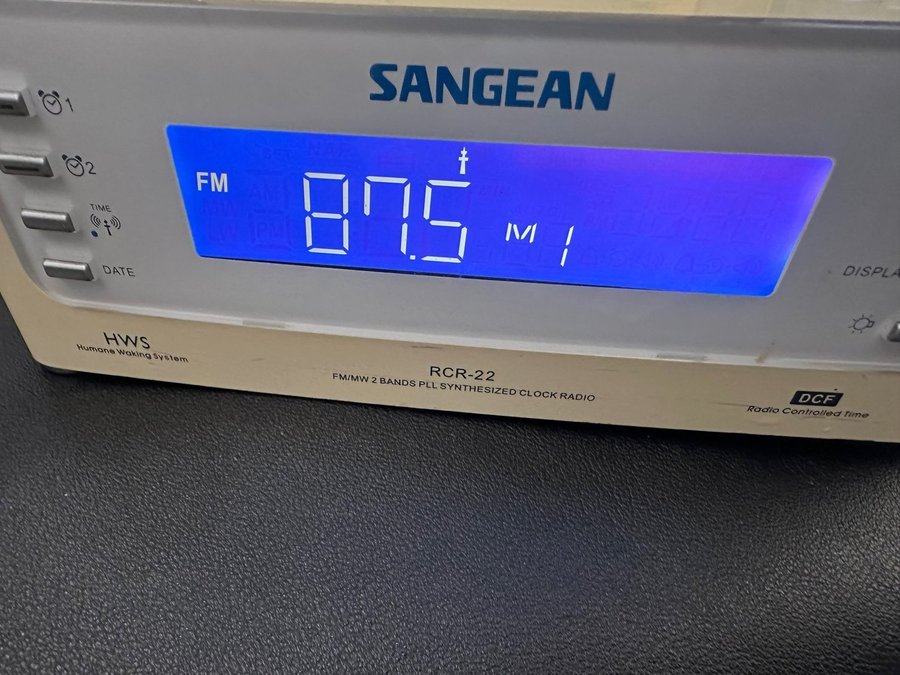 SANGEAN
1
2
TIME
DATE
FM
87.5
M1
DISPLA
HWS
Humane Waking System
RCR-22
FM/MW 2 BANDS PLL SYNTHESIZED CLOCK RADIO
DCF
Radio Controlled Time